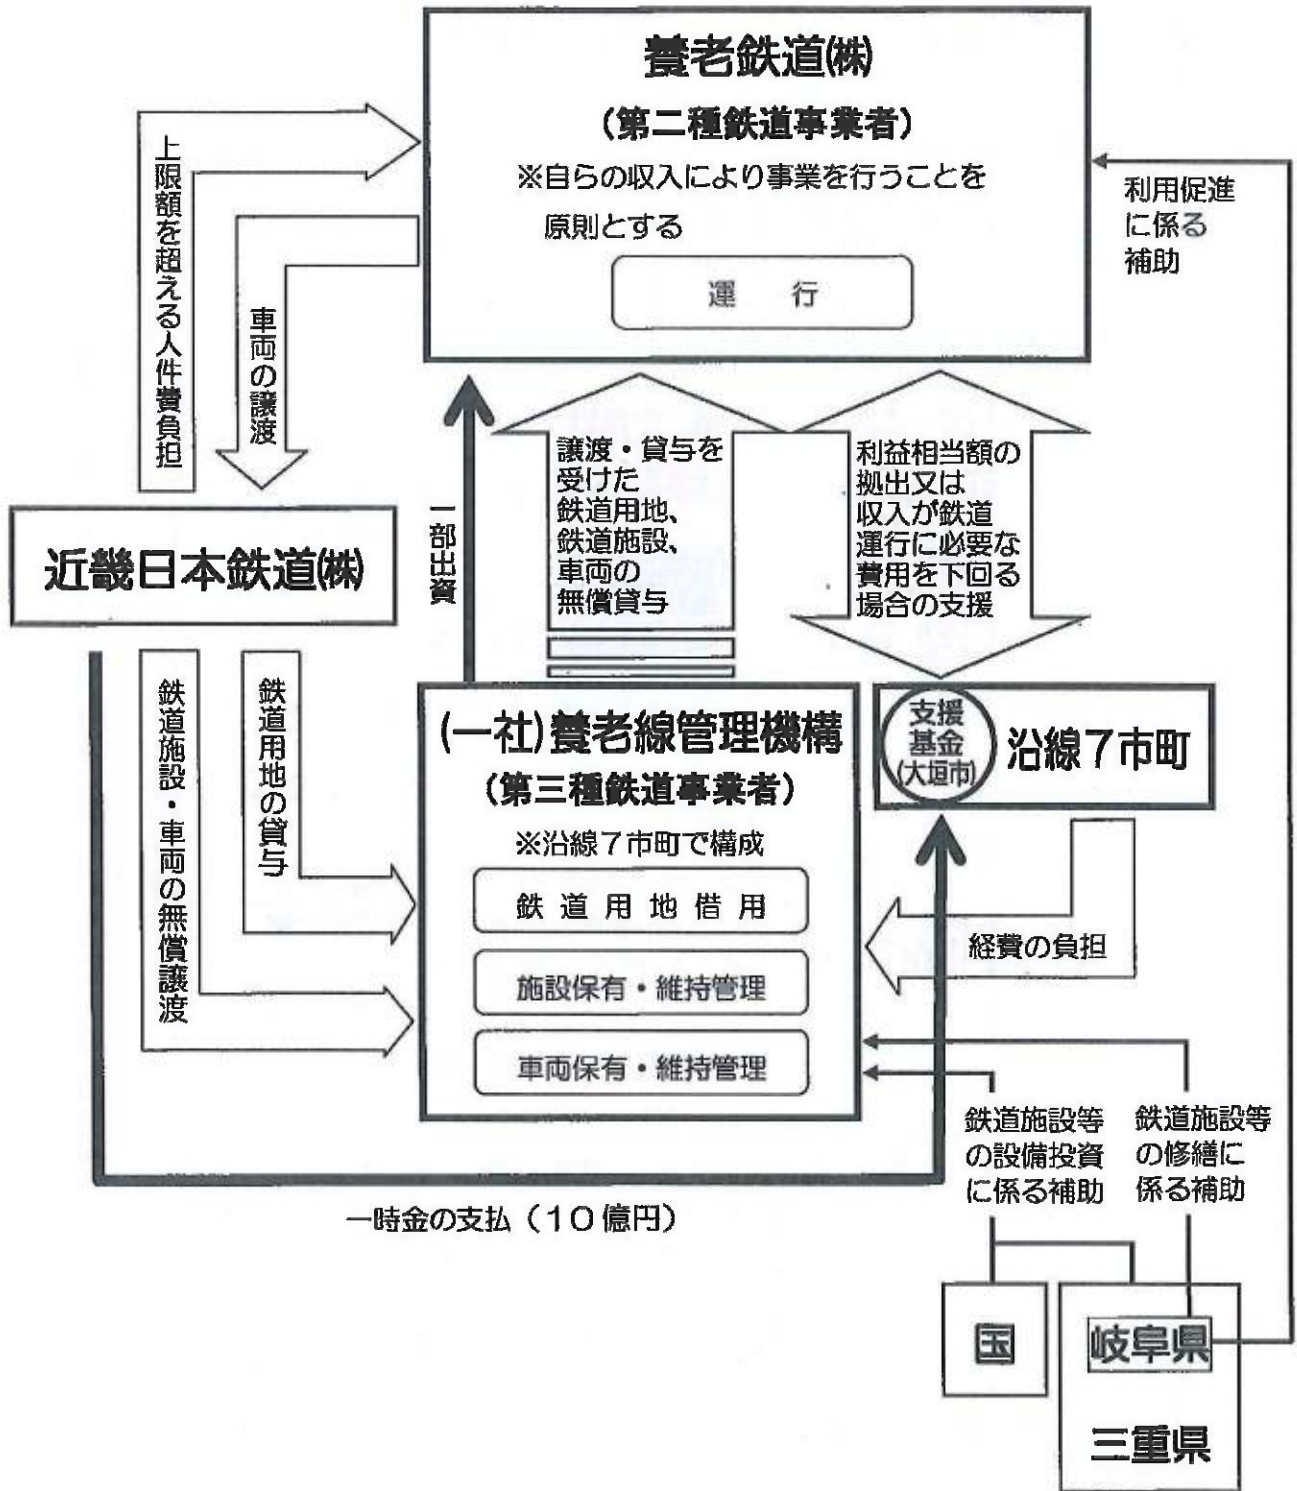 養老鉄道(株)
(第二種鉄道事業者)
※自らの収入により事業を行うことを
原則とする
運 行
上限額を超える人件費負担
車両の譲渡
利用促進
に係る
補助
一部出資
譲渡・貸与を
受けた
鉄道用地、
鉄道施設、
車両の
無償貸与
利益相当額の
拠出又は
収入が鉄道
運行に必要な
費用を下回る
場合の支援
近畿日本鉄道(株)
鉄道施設・車両の無償譲渡
鉄道用地の貸与
(一社)養老線管理機構
(第三種鉄道事業者)
※沿線7市町で構成
鉄道用地借用
施設保有・維持管理
車両保有・維持管理
支援
基金
(大垣市)
沿線7市町
経費の負担
鉄道施設等
の設備投資
に係る補助
鉄道施設等
の修繕に
係る補助
一時金の支払(10億円)
国
岐阜県
三重県